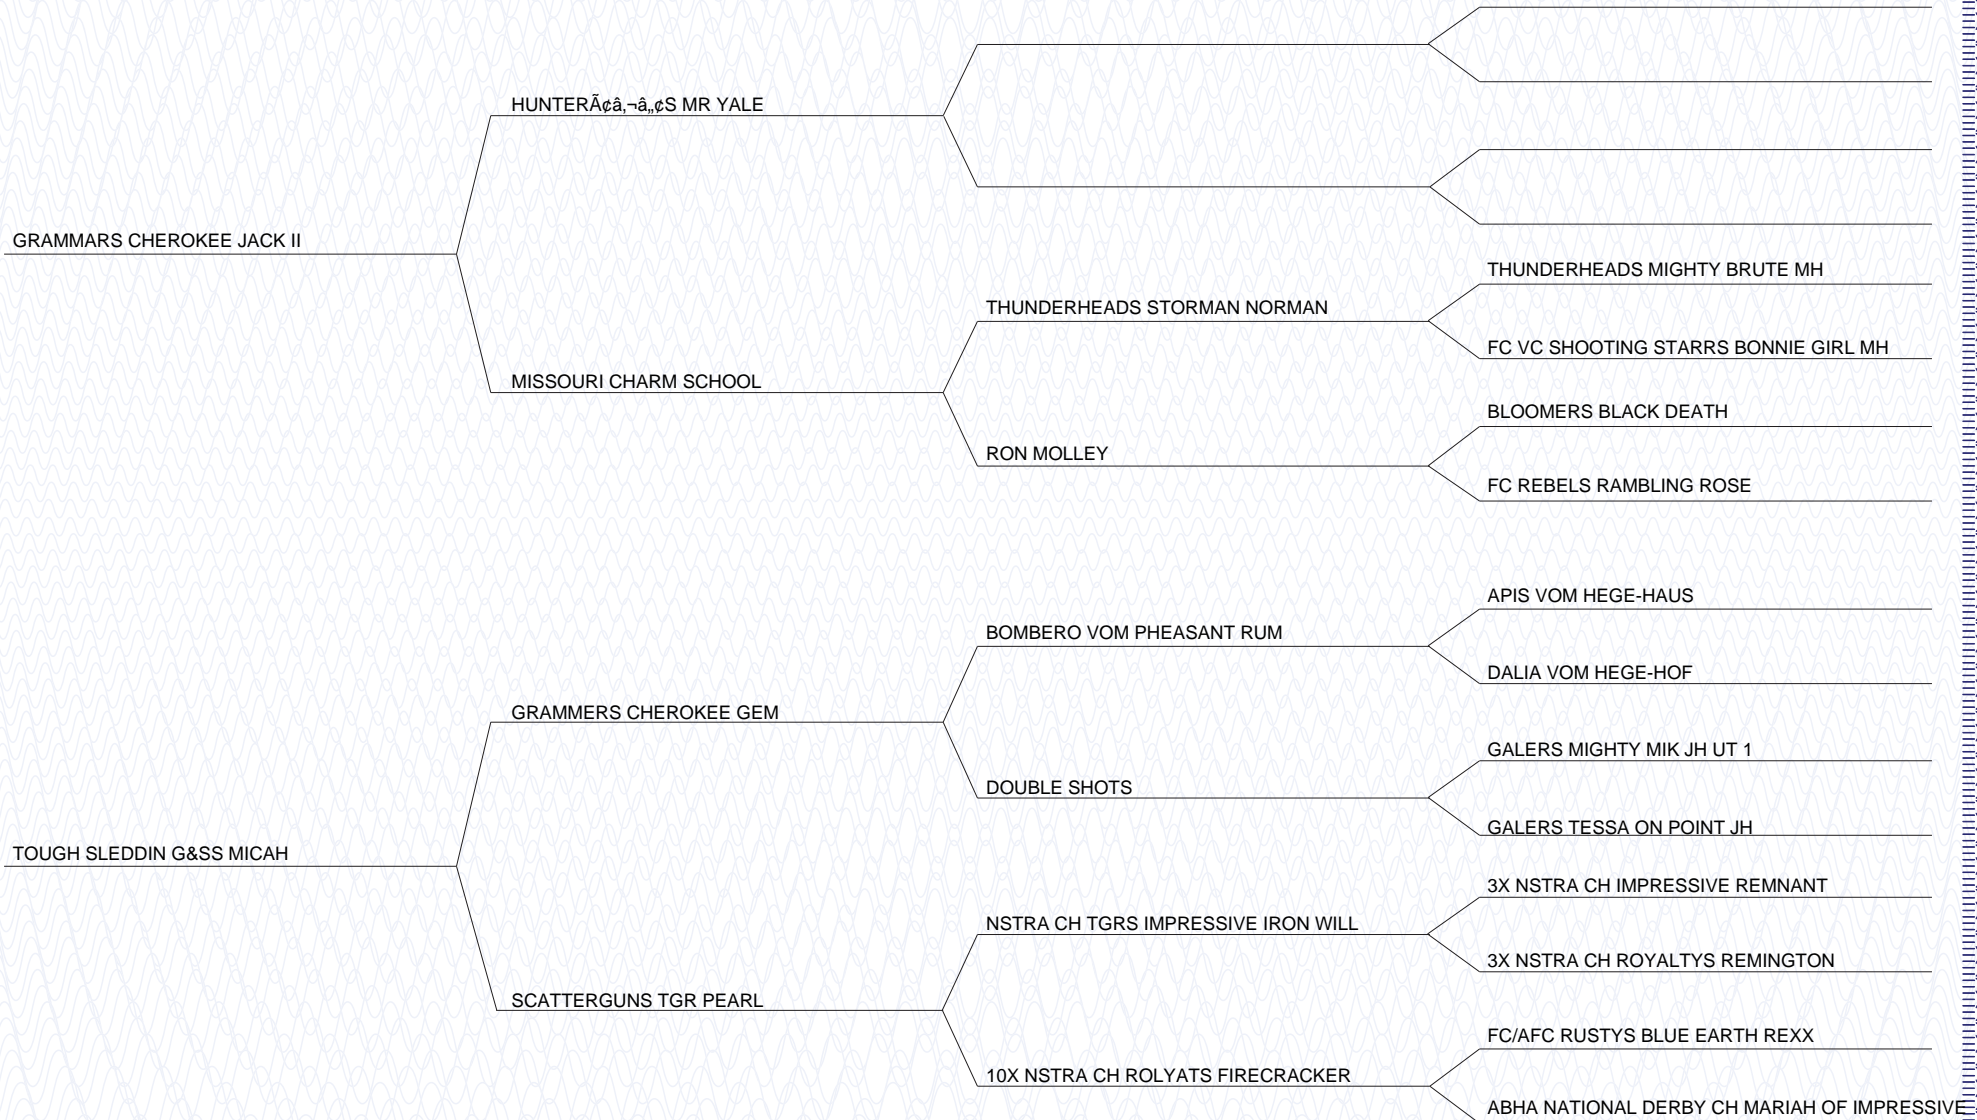 HUNTERÃ¢â‚¬â„¢S MR YALE
GRAMMARS CHEROKEE JACK II
THUNDERHEADS MIGHTY BRUTE MH
THUNDERHEADS STORMAN NORMAN
FC VC SHOOTING STARRS BONNIE GIRL MH
MISSOURI CHARM SCHOOL
BLOOMERS BLACK DEATH
RON MOLLEY
FC REBELS RAMBLING ROSE
APIS VOM HEGE-HAUS
BOMBERO VOM PHEASANT RUM
DALIA VOM HEGE-HOF
GRAMMERS CHEROKEE GEM
GALERS MIGHTY MIK JH UT 1
DOUBLE SHOTS
GALERS TESSA ON POINT JH
TOUGH SLEDDIN G&SS MICAH
3X NSTRA CH IMPRESSIVE REMNANT
NSTRA CH TGRS IMPRESSIVE IRON WILL
3X NSTRA CH ROYALTYS REMINGTON
SCATTERGUNS TGR PEARL
FC/AFC RUSTYS BLUE EARTH REXX
10X NSTRA CH ROLYATS FIRECRACKER
ABHA NATIONAL DERBY CH MARIAH OF IMPRESSIVE